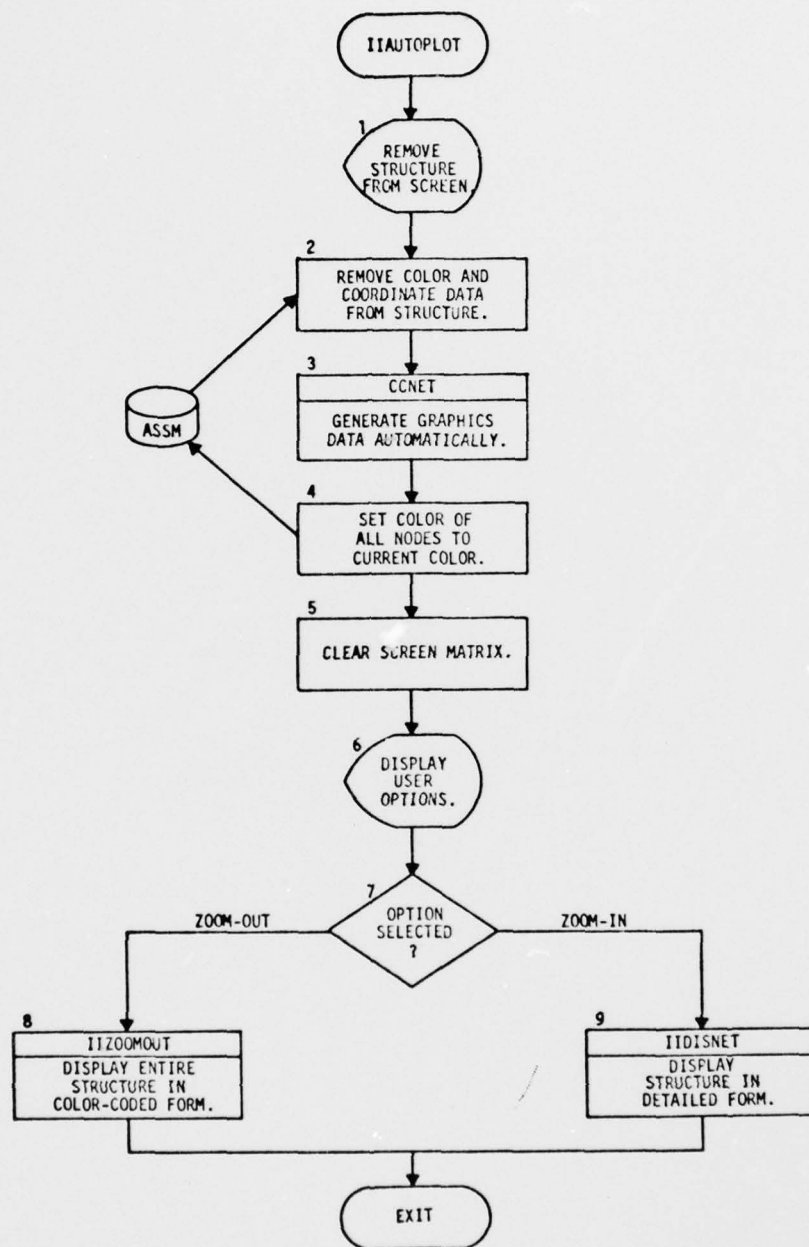 IIAUTOPLOT
1
REMOVE
STRUCTURE
FROM SCREEN.
2
REMOVE COLOR AND
COORDINATE DATA
FROM STRUCTURE.
3
CCNET
GENERATE GRAPHICS
DATA AUTOMATICALLY.
ASSM
4
SET COLOR OF
ALL NODES TO
CURRENT COLOR.
5
CLEAR SCREEN MATRIX.
6
DISPLAY
USER
OPTIONS.
7
OPTION
SELECTED
?
ZOOM-OUT
ZOOM-IN
8
IIZOOMOUT
DISPLAY ENTIRE
STRUCTURE IN
COLOR-CODED FORM.
9
IIDISNET
DISPLAY
STRUCTURE IN
DETAILED FORM.
EXIT